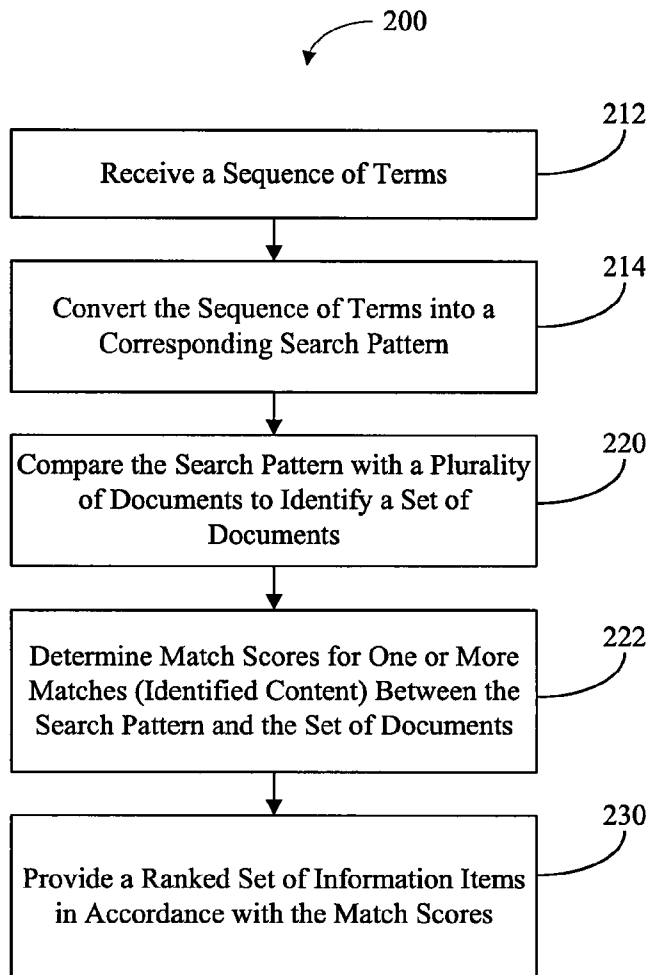 200
212
Receive a Sequence of Terms
214
Convert the Sequence of Terms into a
Corresponding Search Pattern
220
Compare the Search Pattern with a Plurality
of Documents to Identify a Set of
Documents
222
Determine Match Scores for One or More
Matches (Identified Content) Between the
Search Pattern and the Set of Documents
230
Provide a Ranked Set of Information Items
in Accordance with the Match Scores